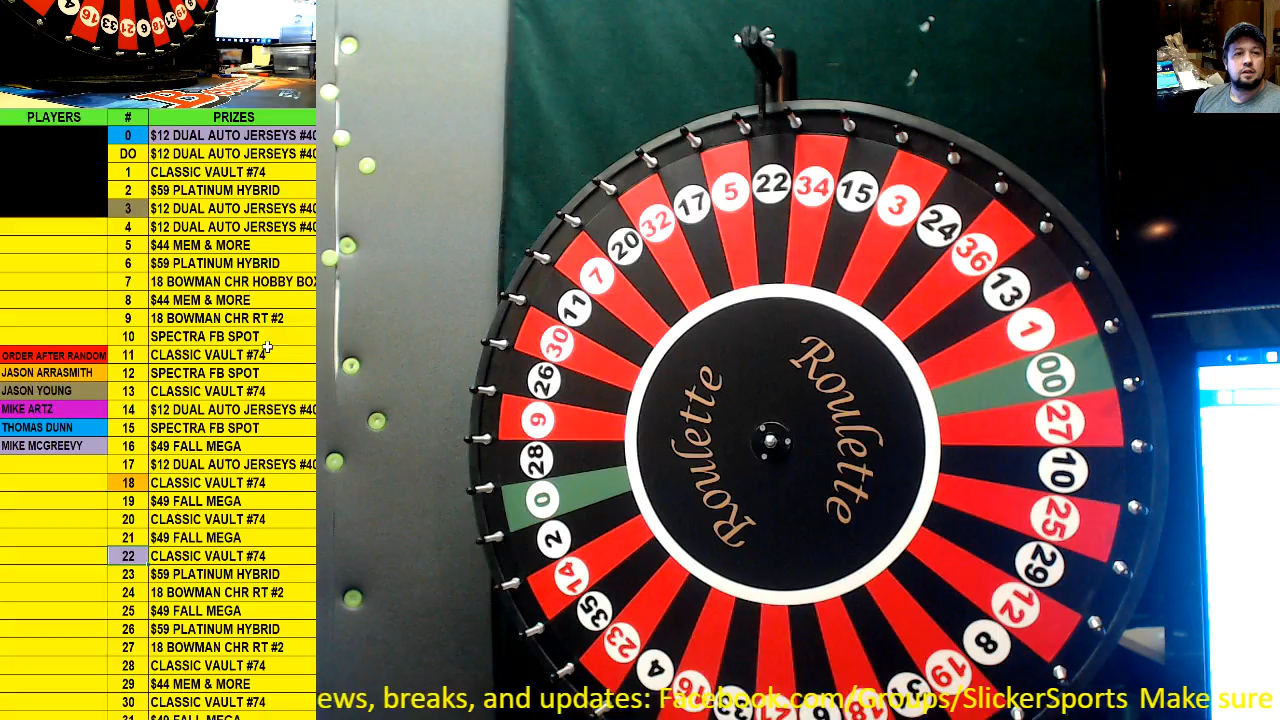 PLAYERS # PRIZES
0 $12 DUAL AUTO JERSEYS #40
DO $12 DUAL AUTO JERSEYS #40
1 CLASSIC VAULT #74
2 $59 PLATINUM HYBRID
3 $12 DUAL AUTO JERSEYS #40
4 $12 DUAL AUTO JERSEYS #40
5 $44 MEM & MORE
6 $59 PLATINUM HYBRID
7 18 BOWMAN CHR HOBBY BOX
8 $44 MEM & MORE
9 18 BOWMAN CHR RT #2
10 SPECTRA FB SPOT
ORDER AFTER RANDOM 11 CLASSIC VAULT #74
JASON ARRASMITH 12 SPECTRA FB SPOT
JASON YOUNG 13 CLASSIC VAULT #74
MIKE ARTZ 14 $12 DUAL AUTO JERSEYS #40
THOMAS DUNN 15 SPECTRA FB SPOT
MIKE MCGREEVY 16 $49 FALL MEGA
17 $12 DUAL AUTO JERSEYS #40
18 CLASSIC VAULT #74
19 $49 FALL MEGA
20 CLASSIC VAULT #74
21 $49 FALL MEGA
22 CLASSIC VAULT #74
23 $59 PLATINUM HYBRID
24 18 BOWMAN CHR RT #2
25 $49 FALL MEGA
26 $59 PLATINUM HYBRID
27 18 BOWMAN CHR RT #2
28 CLASSIC VAULT #74
29 $44 MEM & MORE
30 CLASSIC VAULT #74
31 $49 FALL MEGA
0 28 9 26 30 11 7 20 32 17 5 22 34 15 3 24 36 13 1 00 27 10 25 29 12 8 19
2 14 35 23 4 16
Roulette
Roulette
ews, breaks, and updates: Facebook.com/Groups/SlickerSports Make sure